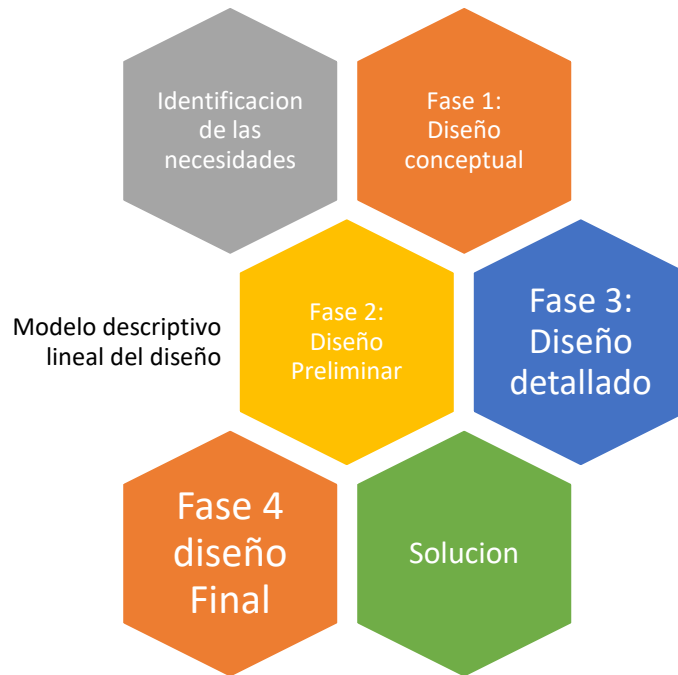 Identificacion
de las
necesidades
Fase 1:
Diseño
conceptual
Modelo descriptivo
lineal del diseño
Fase 2:
Diseño
Preliminar
Fase 3:
Diseño
detallado
Fase 4
diseño
Final
Solucion